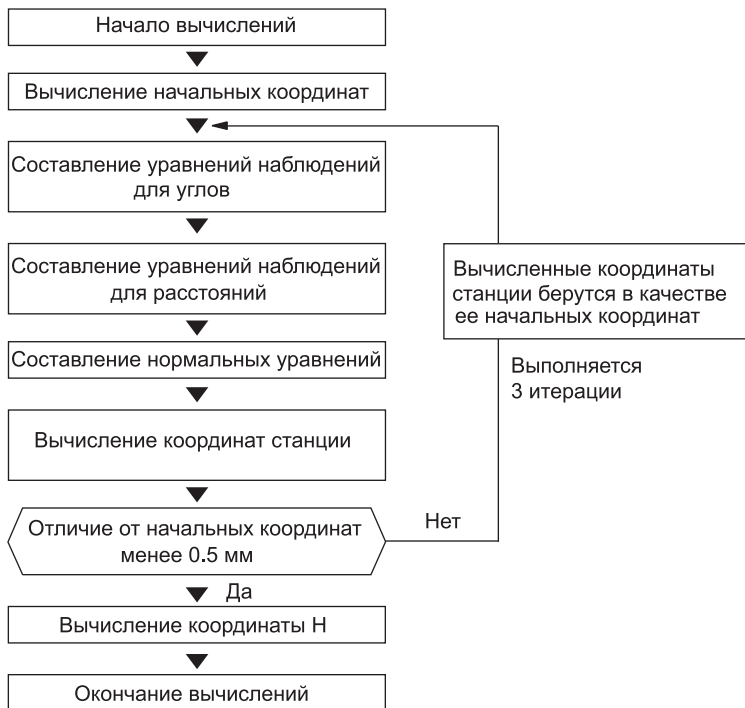 Начало вычислений
Вычисление начальных координат
Составление уравнений наблюдений
для углов
Составление уравнений наблюдений
для расстояний
Вычисленные координаты
станции берутся в качестве
ее начальных координат
Составление нормальных уравнений
Выполняется
3 итерации
Вычисление координат станции
Отличие от начальных координат
менее 0.5 мм
Нет
Да
Вычисление координаты H
Окончание вычислений